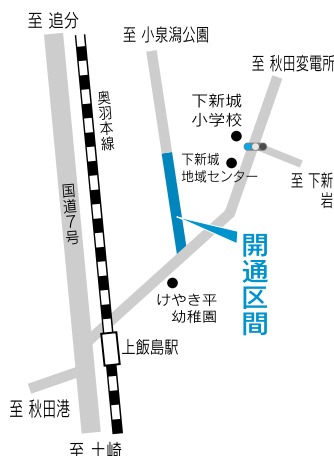 至 追分
至 小泉潟公園
至 秋田変電所
奥羽本線
下新城
小学校
下新城
地域センター
至 下新
岩
国道7号
開通区間
けやき平
幼稚園
上飯島駅
至 秋田港
至 土崎